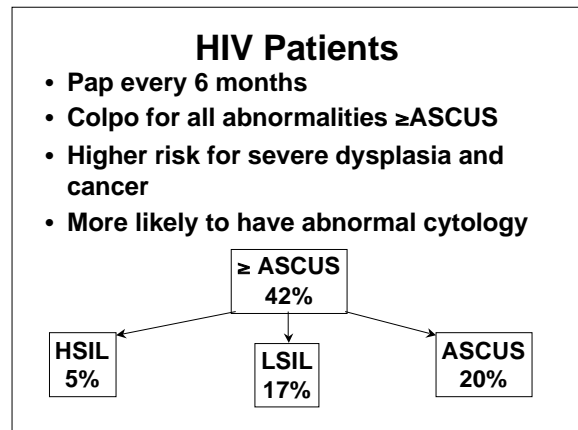 HIV Patients
• Pap every 6 months
• Colpo for all abnormalities ≥ASCUS
• Higher risk for severe dysplasia and
cancer
• More likely to have abnormal cytology
≥ ASCUS
42%
HSIL
5%
LSIL
17%
ASCUS
20%